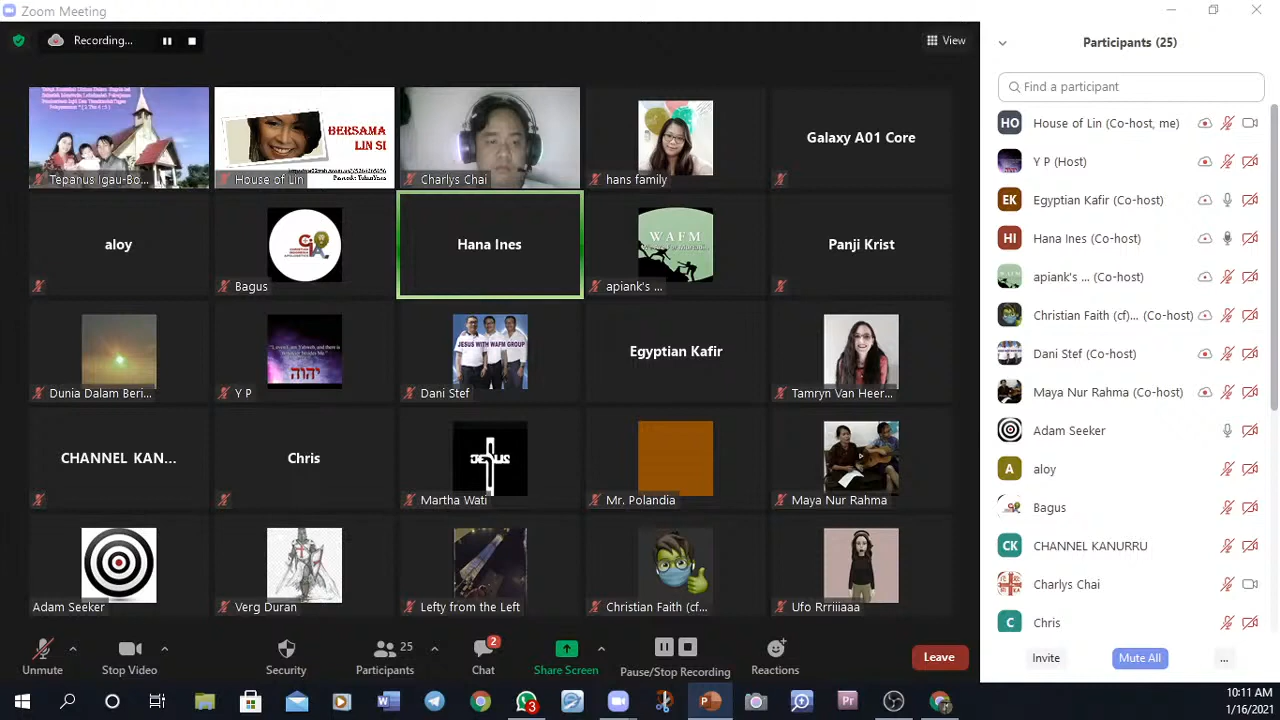 Zoom Meeting
Recording...
View
Tepanus Igau-Bo...
BERSAMA
LIN SI
House of Lin
Charlys Chai
hans family
Galaxy A01 Core
aloy
Bagus
Hana Ines
WAFM
apiank's ...
Panji Krist
Dunia Dalam Beri...
יהוה
Y P
JESUS WITH WAFM GROUP
Dani Stef
Egyptian Kafir
Tamryn Van Heer...
CHANNEL KAN...
Chris
JESUS
Martha Wati
Mr. Polandia
Maya Nur Rahma
Adam Seeker
Verg Duran
Lefty from the Left
Christian Faith (cf...
Ufo Rrriiiaaa
Unmute
Stop Video
Security
25
Participants
2
Chat
Share Screen
Pause/Stop Recording
Reactions
Leave
Participants (25)
Find a participant
HO House of Lin (Co-host, me)
Y P (Host)
EK Egyptian Kafir (Co-host)
HI Hana Ines (Co-host)
apiank's ... (Co-host)
Christian Faith (cf)... (Co-host)
Dani Stef (Co-host)
Maya Nur Rahma (Co-host)
Adam Seeker
A aloy
Bagus
CK CHANNEL KANURRU
Charlys Chai
C Chris
Invite
Mute All
...
3
10:11 AM
1/16/2021